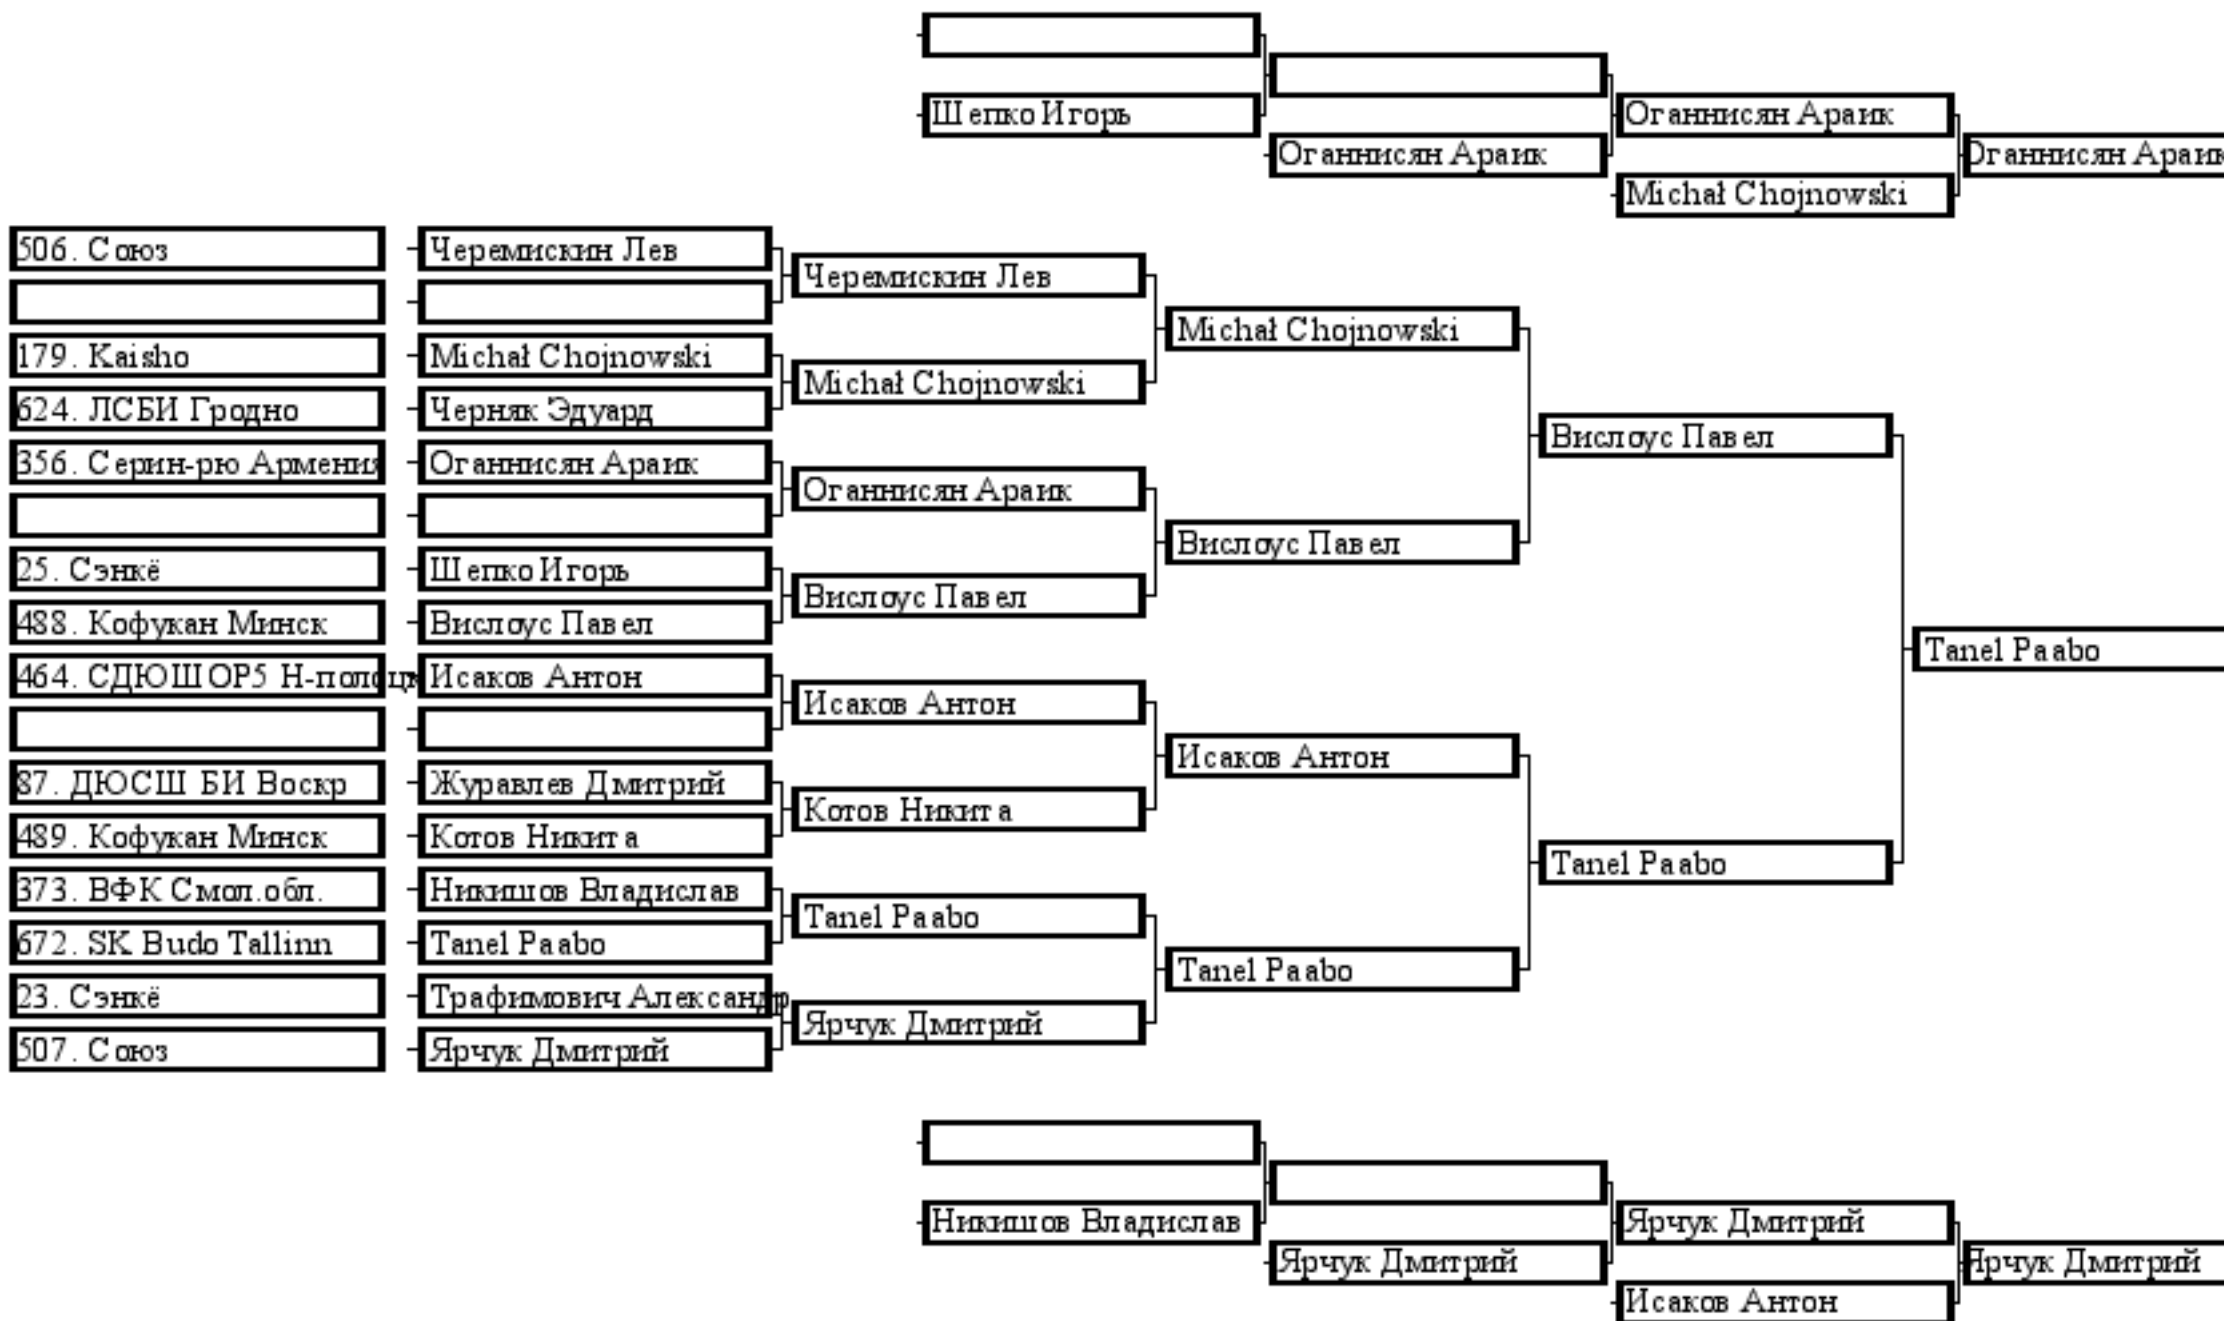 Шепко Игорь
Оганнисян Араик
Оганнисян Араик
Оганнисян Араик
Michał Chojnowski
506. Союз Черемискин Лев
Черемискин Лев
Michał Chojnowski
179. Kaisho Michał Chojnowski
Michał Chojnowski
624. ЛСБИ Гродно Черняк Эдуард
Вислоус Павел
356. Серин-рю Армения Оганнисян Араик
Оганнисян Араик
Вислоус Павел
25. Сэнкё Шепко Игорь
Вислоус Павел
488. Кофукан Минск Вислоус Павел
Tanel Paabo
464. СДЮШОР5 Н-полоцк Исаков Антон
Исаков Антон
Исаков Антон
87. ДЮСШ БИ Воскр Журавлев Дмитрий
Котов Никита
489. Кофукан Минск Котов Никита
Tanel Paabo
373. ВФК Смол.обл. Никишов Владислав
Tanel Paabo
672. SK Budo Tallinn Tanel Paabo
Tanel Paabo
23. Сэнкё Трафимович Александр
Ярчук Дмитрий
507. Союз Ярчук Дмитрий
Никишов Владислав
Ярчук Дмитрий
Ярчук Дмитрий
Ярчук Дмитрий
Исаков Антон